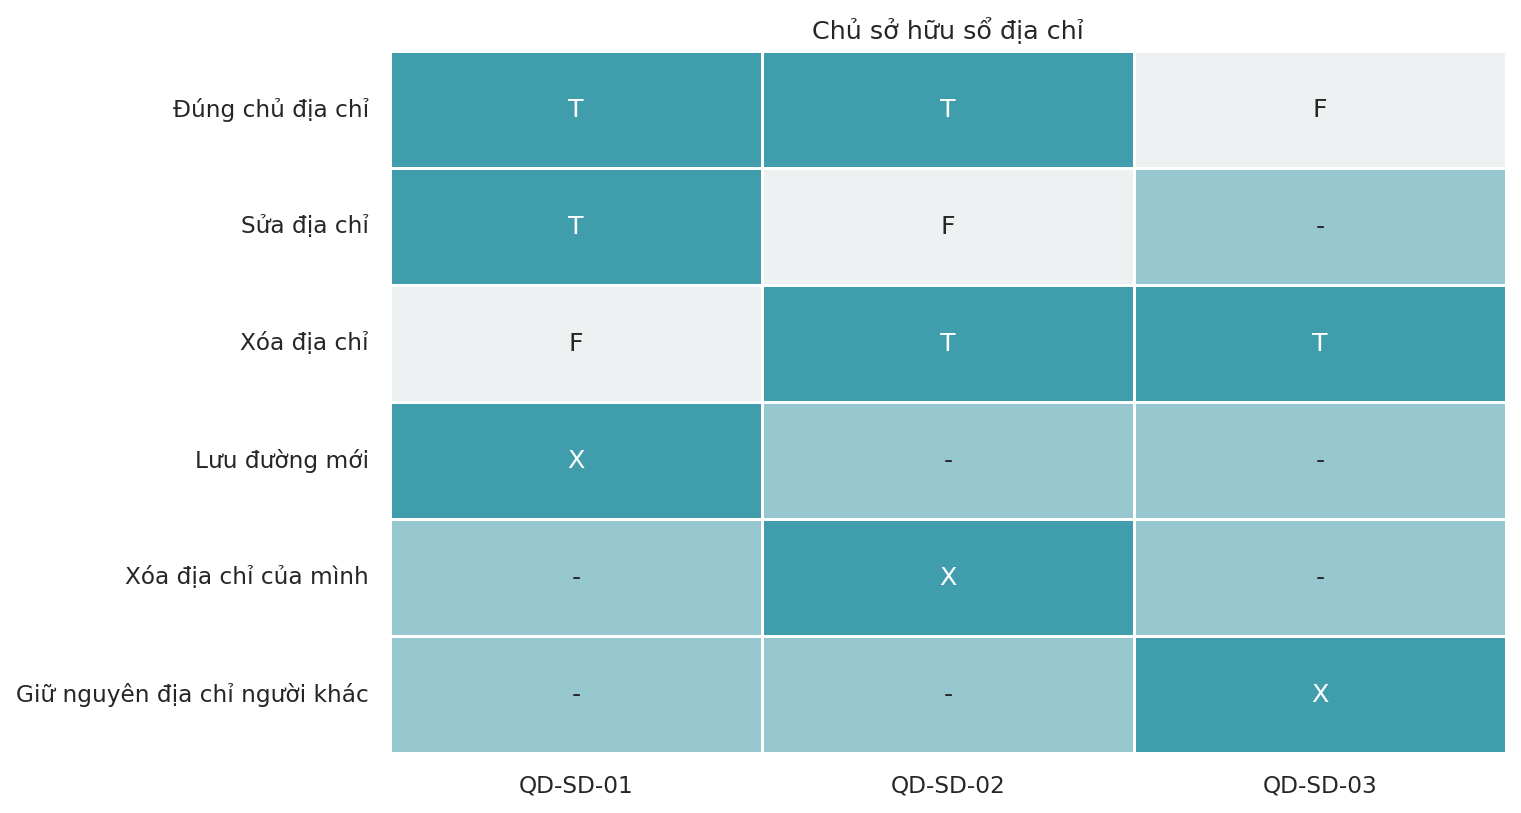 Chủ sở hữu sổ địa chỉ
Đúng chủ địa chỉ T T F
Sửa địa chỉ T F -
Xóa địa chỉ F T T
Lưu đường mới X - -
Xóa địa chỉ của mình - X -
Giữ nguyên địa chỉ người khác - - X
QD-SD-01 QD-SD-02 QD-SD-03